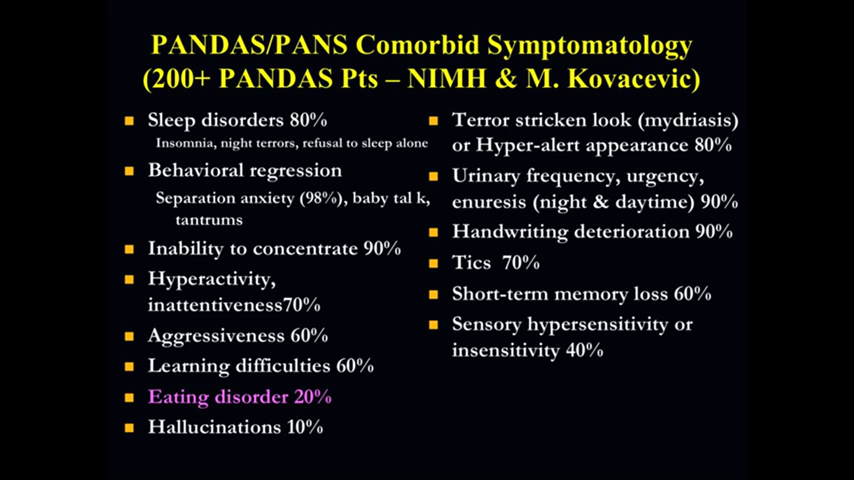 PANDAS/PANS Comorbid Symptomatology
(200+ PANDAS Pts – NIMH & M. Kovacevic)
Sleep disorders 80%
Insomnia, night terrors, refusal to sleep alone
Behavioral regression
Separation anxiety (98%), baby tal k,
tantrums
Inability to concentrate 90%
Hyperactivity,
inattentiveness70%
Aggressiveness 60%
Learning difficulties 60%
Eating disorder 20%
Hallucinations 10%
Terror stricken look (mydriasis)
or Hyper-alert appearance 80%
Urinary frequency, urgency,
enuresis (night & daytime) 90%
Handwriting deterioration 90%
Tics 70%
Short-term memory loss 60%
Sensory hypersensitivity or
insensitivity 40%